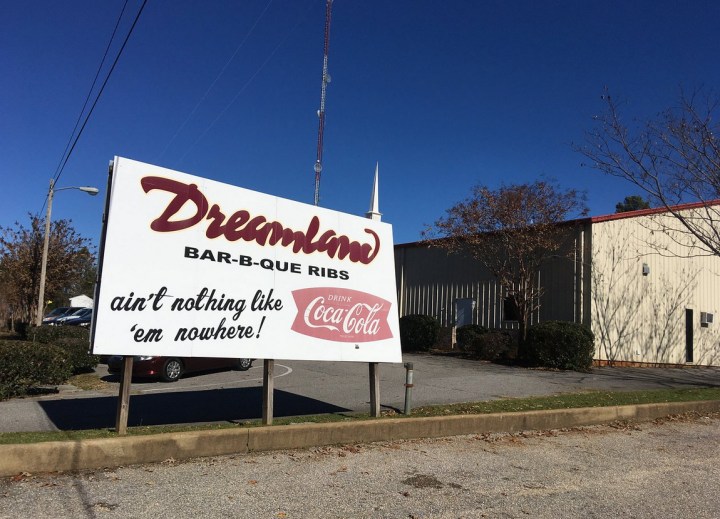 Dreamland
BAR-B-QUE RIBS
ain't nothing like
'em nowhere!
DRINK
Coca-Cola